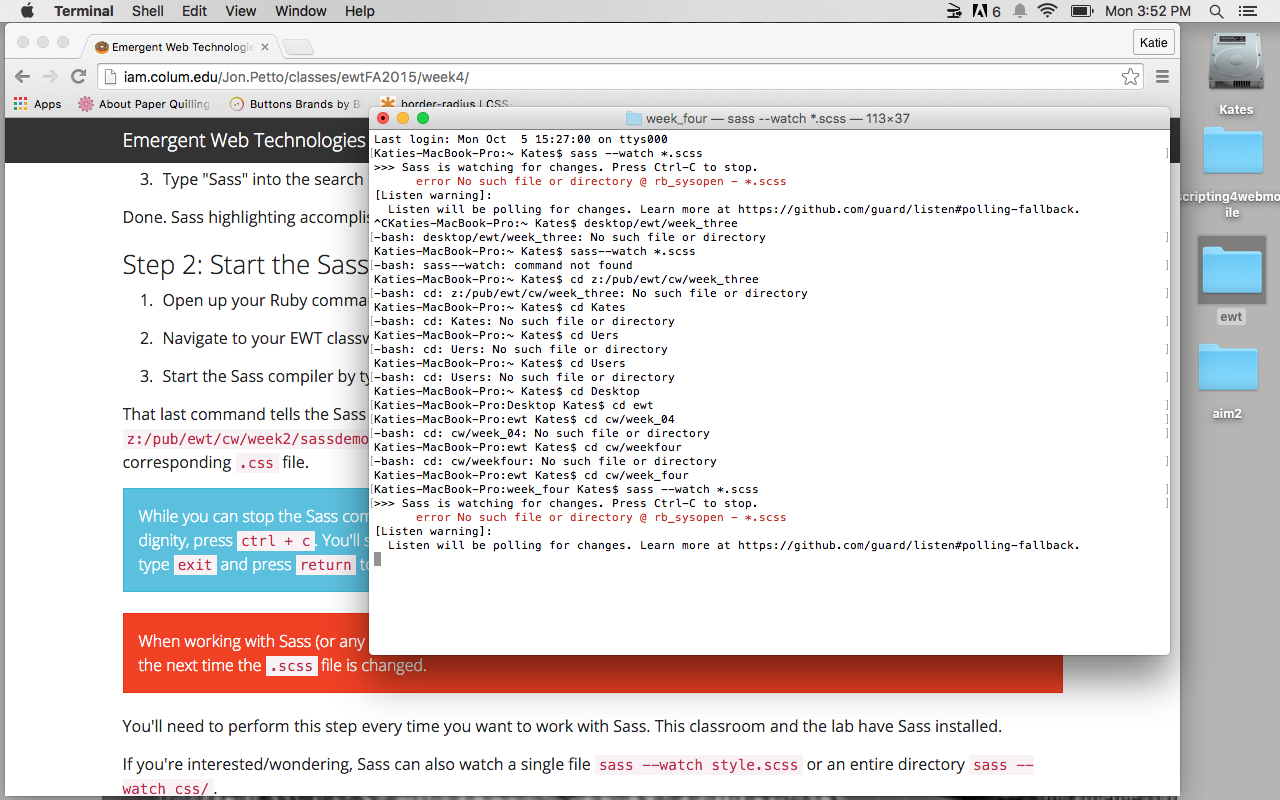 Terminal Shell Edit View Window Help 6 Mon 3:52 PM
Emergent Web Technologie
Katie
iam.colum.edu/Jon.Petto/classes/ewtFA2015/week4/
Apps About Paper Quilling Buttons Brands by B border-radius | CSS-
week_four — sass --watch *.scss — 113×37
Last login: Mon Oct  5 15:27:00 on ttys000
[Katies-MacBook-Pro:~ Kates$ sass --watch *.scss ]
>>> Sass is watching for changes. Press Ctrl-C to stop.
error No such file or directory @ rb_sysopen - *.scss
[Listen warning]:
Listen will be polling for changes. Learn more at https://github.com/guard/listen#polling-fallback.
^CKaties-MacBook-Pro:~ Kates$ desktop/ewt/week_three
[-bash: desktop/ewt/week_three: No such file or directory ]
Katies-MacBook-Pro:~ Kates$ sass--watch *.scss
[-bash: sass--watch: command not found ]
Katies-MacBook-Pro:~ Kates$ cd z:/pub/ewt/cw/week_three
[-bash: cd: z:/pub/ewt/cw/week_three: No such file or directory ]
Katies-MacBook-Pro:~ Kates$ cd Kates
[-bash: cd: Kates: No such file or directory ]
Katies-MacBook-Pro:~ Kates$ cd Uers
[-bash: cd: Uers: No such file or directory ]
Katies-MacBook-Pro:~ Kates$ cd Users
[-bash: cd: Users: No such file or directory ]
Katies-MacBook-Pro:~ Kates$ cd Desktop
[Katies-MacBook-Pro:Desktop Kates$ cd ewt ]
[Katies-MacBook-Pro:ewt Kates$ cd cw/week_04 ]
[-bash: cd: cw/week_04: No such file or directory ]
Katies-MacBook-Pro:ewt Kates$ cd cw/weekfour
[-bash: cd: cw/weekfour: No such file or directory ]
Katies-MacBook-Pro:ewt Kates$ cd cw/week_four
[Katies-MacBook-Pro:week_four Kates$ sass --watch *.scss ]
[>>> Sass is watching for changes. Press Ctrl-C to stop. ]
error No such file or directory @ rb_sysopen - *.scss
[Listen warning]:
Listen will be polling for changes. Learn more at https://github.com/guard/listen#polling-fallback.
Emergent Web Technologies
3. Type "Sass" into the search
Done. Sass highlighting accomplis
Step 2: Start the Sass
1. Open up your Ruby comma
2. Navigate to your EWT classw
3. Start the Sass compiler by ty
That last command tells the Sass
z:/pub/ewt/cw/week2/sassdemo
corresponding .css file.
While you can stop the Sass com
dignity, press ctrl + c. You'll s
type exit and press return to
When working with Sass (or any
the next time the .scss file is changed.
You'll need to perform this step every time you want to work with Sass. This classroom and the lab have Sass installed.
If you're interested/wondering, Sass can also watch a single file sass --watch style.scss or an entire directory sass --
watch css/.
Kates
scripting4webmo
ile
ewt
aim2